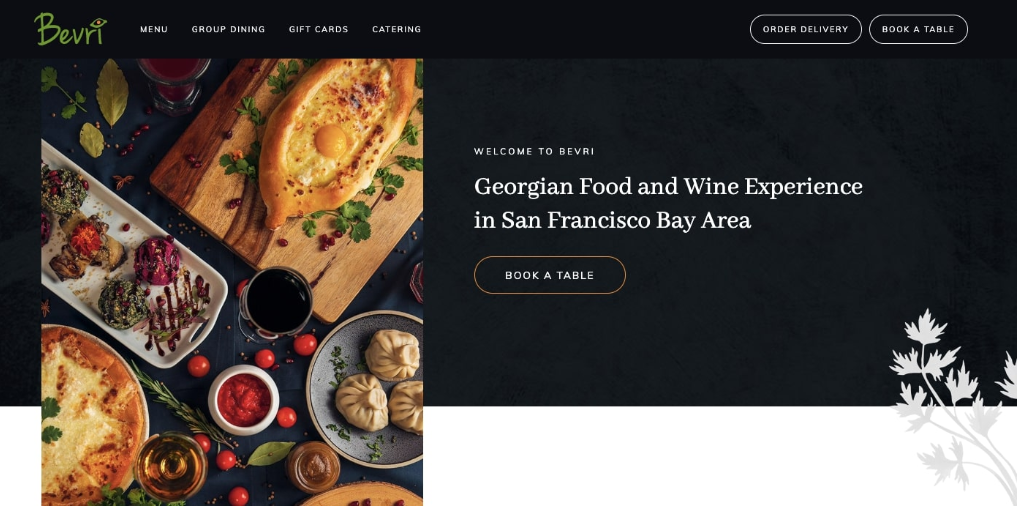 Bevri
MENU
GROUP DINING
GIFT CARDS
CATERING
ORDER DELIVERY
BOOK A TABLE
WELCOME TO BEVRI
Georgian Food and Wine Experience
in San Francisco Bay Area
BOOK A TABLE